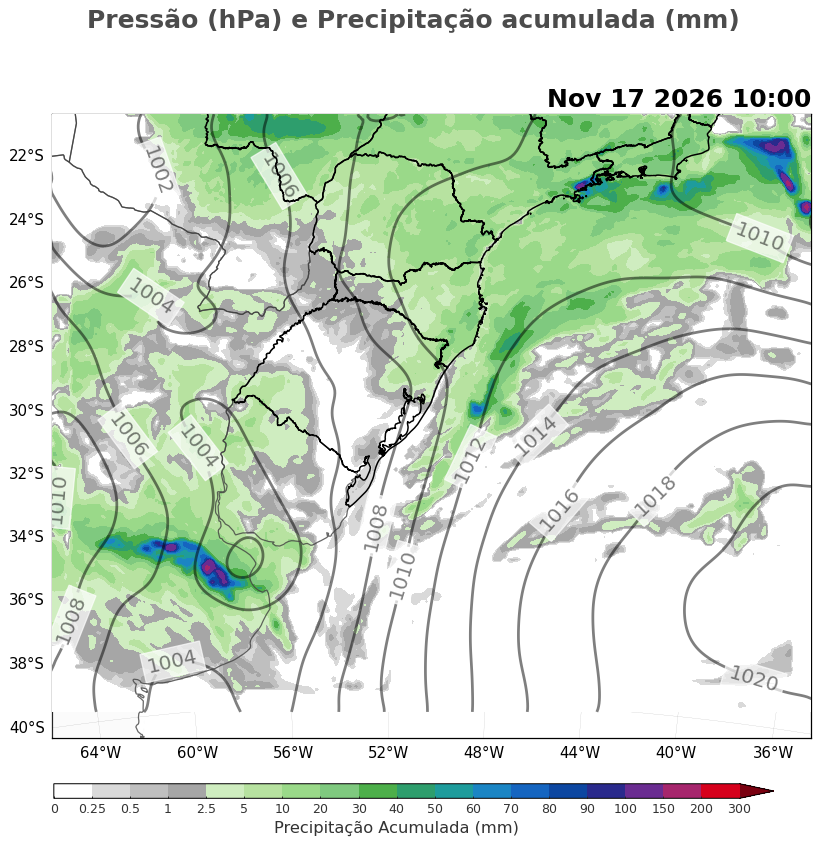 Pressão (hPa) e Precipitação acumulada (mm)
Nov 17 2026 10:00
22°S
24°S
26°S
28°S
30°S
32°S
34°S
36°S
38°S
40°S
1002
1006
1004
1010
1006
1004
1010
1012
1014
1016
1018
1008
1010
1008
1004
1020
64°W 60°W 56°W 52°W 48°W 44°W 40°W 36°W
0 0.25 0.5 1 2.5 5 10 20 30 40 50 60 70 80 90 100 150 200 300
Precipitação Acumulada (mm)